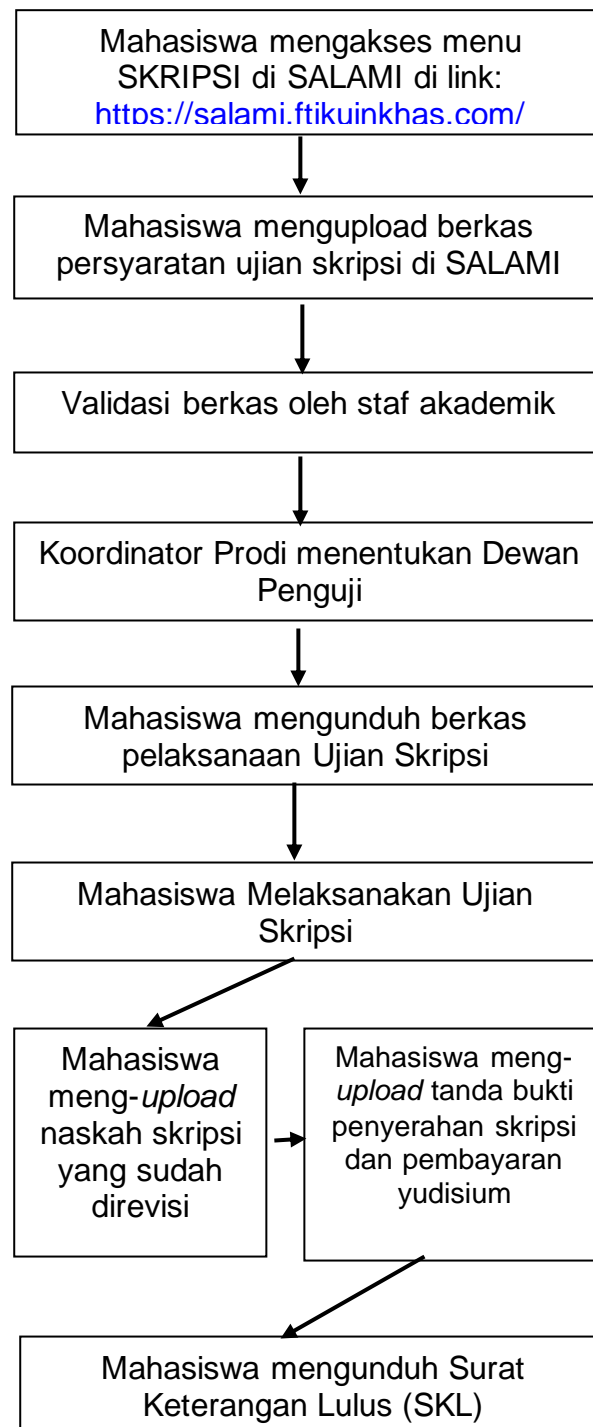 Mahasiswa mengakses menu
SKRIPSI di SALAMI di link:
https://salami.ftikuinkhas.com/
Mahasiswa mengupload berkas
persyaratan ujian skripsi di SALAMI
Validasi berkas oleh staf akademik
Koordinator Prodi menentukan Dewan
Penguji
Mahasiswa mengunduh berkas
pelaksanaan Ujian Skripsi
Mahasiswa Melaksanakan Ujian
Skripsi
Mahasiswa
meng-upload
naskah skripsi
yang sudah
direvisi
Mahasiswa meng-
upload tanda bukti
penyerahan skripsi
dan pembayaran
yudisium
Mahasiswa mengunduh Surat
Keterangan Lulus (SKL)